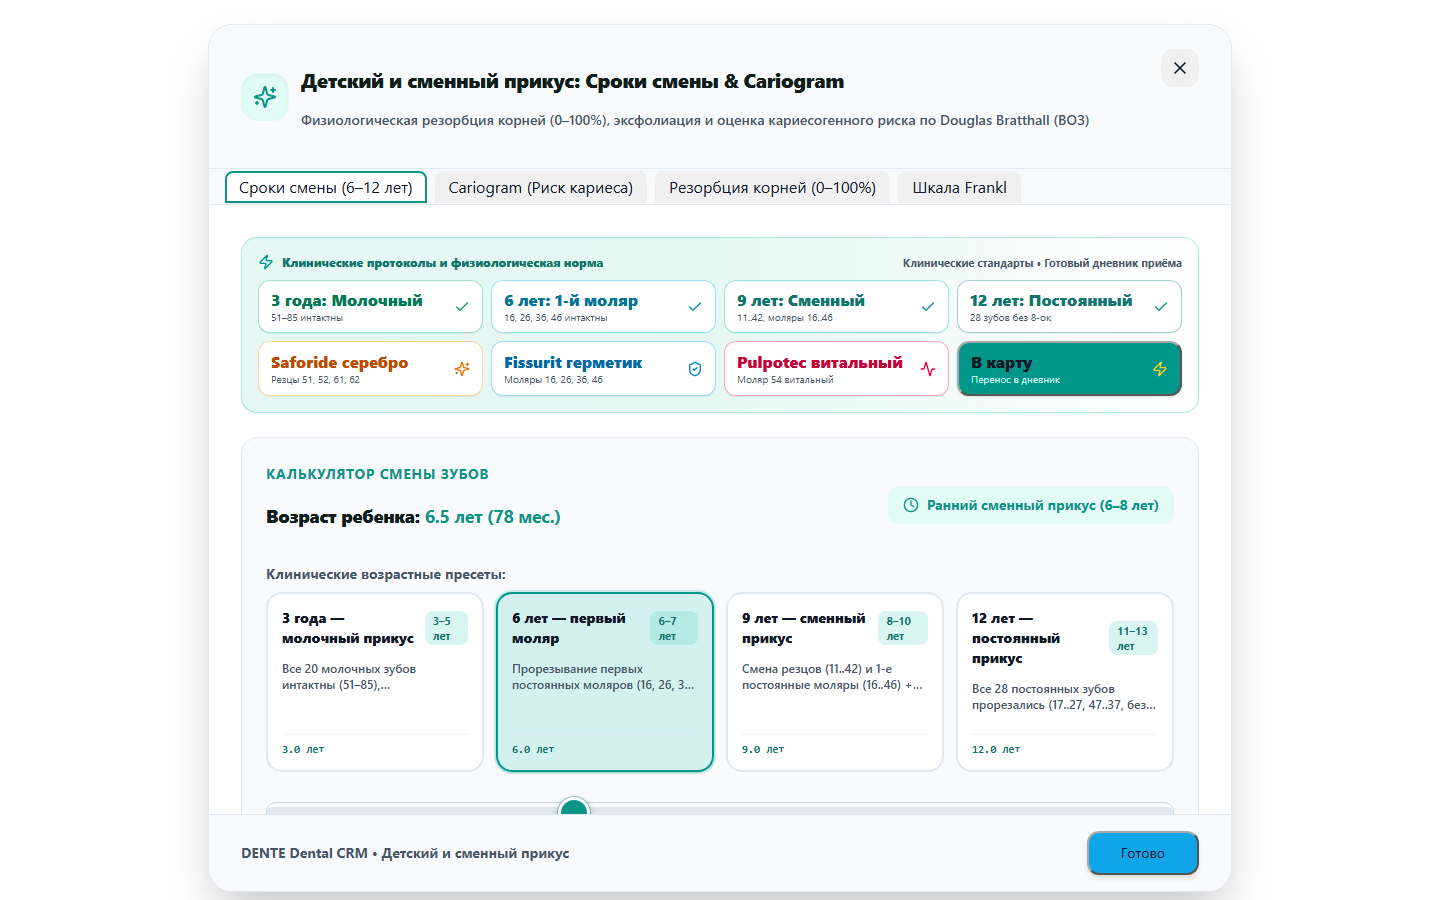 Детский и сменный прикус: Сроки смены & Cariogram
Физиологическая резорбция корней (0–100%), эксфолиация и оценка кариесогенного риска по Douglas Bratthall (ВОЗ)
Сроки смены (6–12 лет)
Cariogram (Риск кариеса)
Резорбция корней (0–100%)
Шкала Frankl
Клинические протоколы и физиологическая норма
Клинические стандарты • Готовый дневник приёма
3 года: Молочный
51–85 интактны
6 лет: 1-й моляр
16, 26, 36, 46 интактны
9 лет: Сменный
11..42, моляры 16..46
12 лет: Постоянный
28 зубов без 8-ок
Saforide серебро
Резцы 51, 52, 61, 62
Fissurit герметик
Моляры 16, 26, 36, 46
Pulpotec витальный
Моляр 54 витальный
В карту
Перенос в дневник
КАЛЬКУЛЯТОР СМЕНЫ ЗУБОВ
Возраст ребенка: 6.5 лет (78 мес.)
Ранний сменный прикус (6–8 лет)
Клинические возрастные пресеты:
3 года —
молочный прикус
3–5
лет
Все 20 молочных зубов
интактны (51–85),...
3.0 лет
6 лет — первый
моляр
6–7
лет
Прорезывание первых
постоянных моляров (16, 26, 3...
6.0 лет
9 лет — сменный
прикус
8–10
лет
Смена резцов (11..42) и 1-е
постоянные моляры (16..46) +...
9.0 лет
12 лет —
постоянный
прикус
11–13
лет
Все 28 постоянных зубов
прорезались (17..27, 47..37, без...
12.0 лет
DENTE Dental CRM • Детский и сменный прикус
Готово